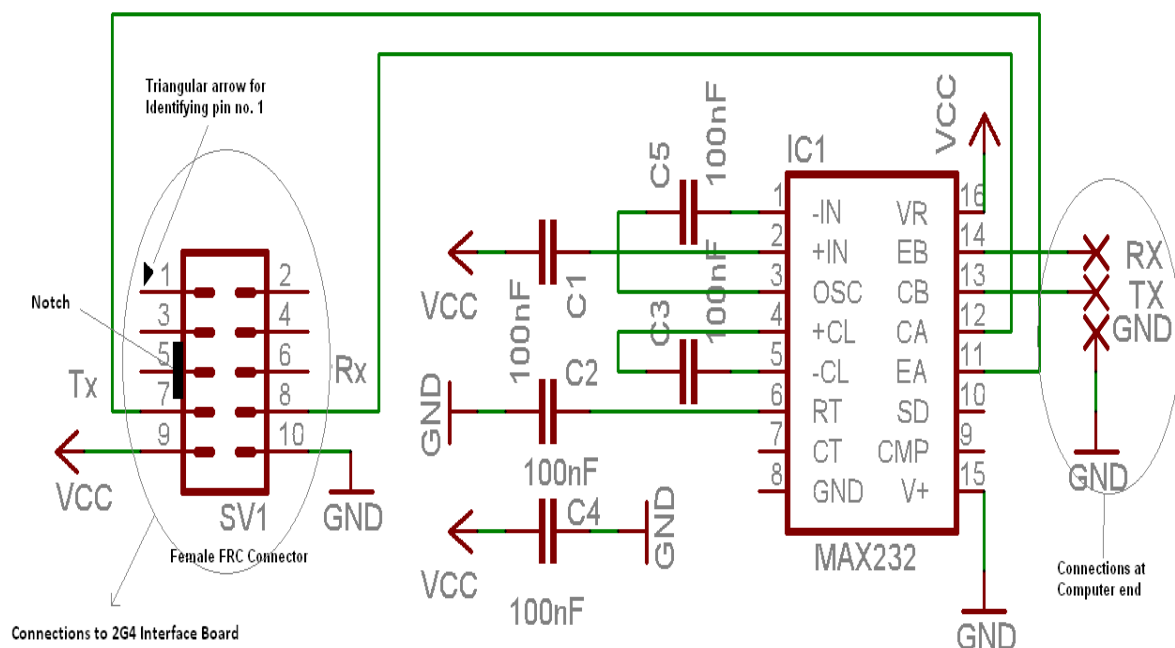 Triangular arrow for
Identifying pin no. 1
Notch
1
2
3
4
5
6
7
8
9
10
Tx
Rx
VCC
GND
SV1
Female FRC Connector
Connections to 2G4 Interface Board
VCC
100nF
C1
C5
100nF
C3
100nF
GND
C2
100nF
VCC
C4
GND
100nF
IC1
VCC
1
-IN
VR
16
2
+IN
EB
14
3
OSC
CB
13
4
+CL
CA
12
5
-CL
EA
11
6
RT
SD
10
7
CT
CMP
9
8
GND
V+
15
MAX232
GND
RX
TX
GND
GND
Connections at
Computer end